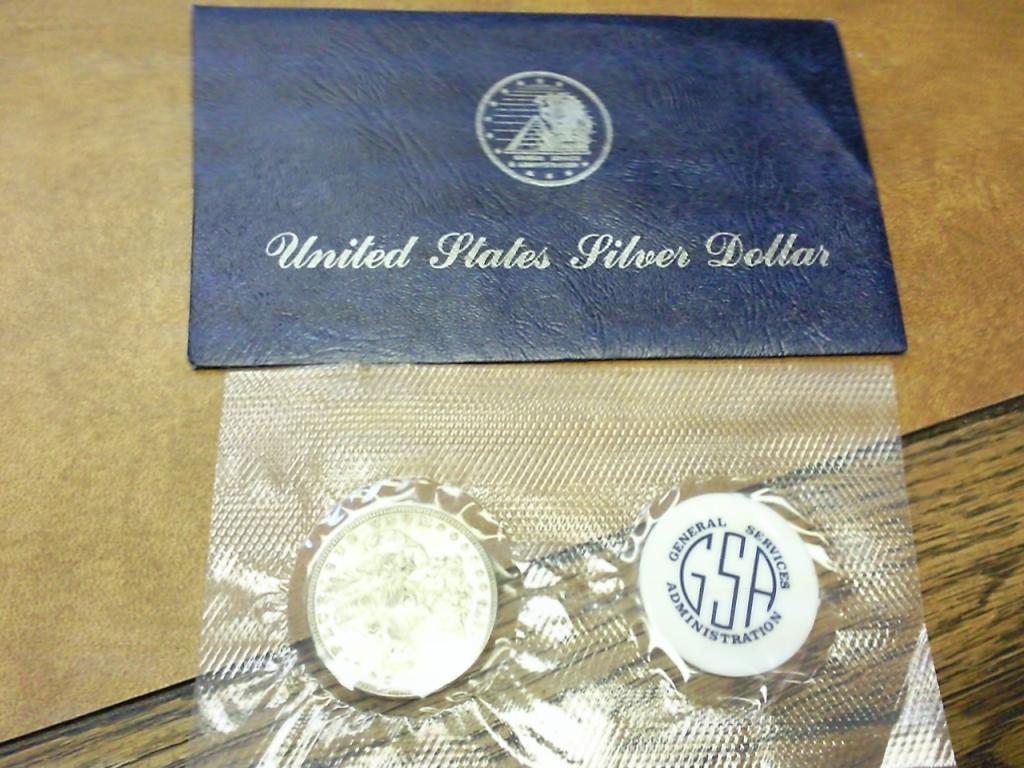 United States Silver Dollar
GENERAL SERVICES
GSA
ADMINISTRATION